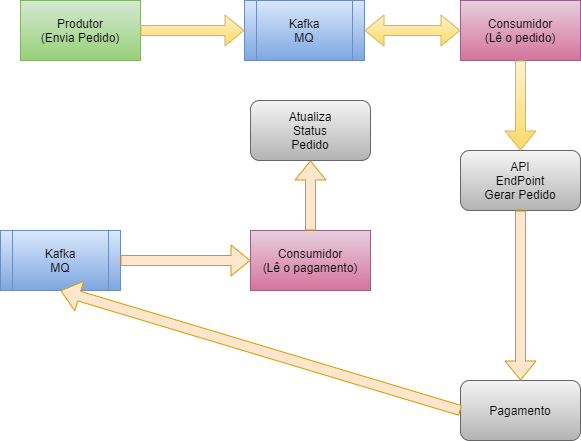 Produtor
(Envia Pedido)
Kafka
MQ
Consumidor
(Lê o pedido)
Atualiza
Status
Pedido
API
EndPoint
Gerar Pedido
Kafka
MQ
Consumidor
(Lê o pagamento)
Pagamento